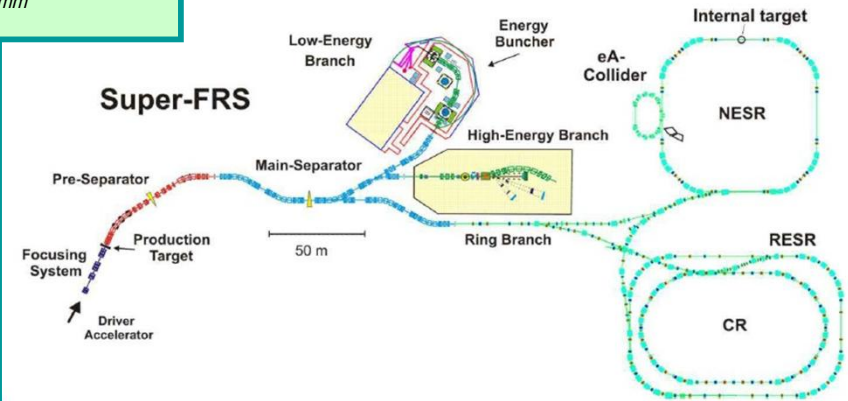 mm
Internal target
Energy
Buncher
Low-Energy
Branch
eA-
Collider
Super-FRS
NESR
High-Energy Branch
Main-Separator
Pre-Separator
Production
Target
Ring Branch
RESR
50 m
Focusing
System
CR
Driver
Accelerator